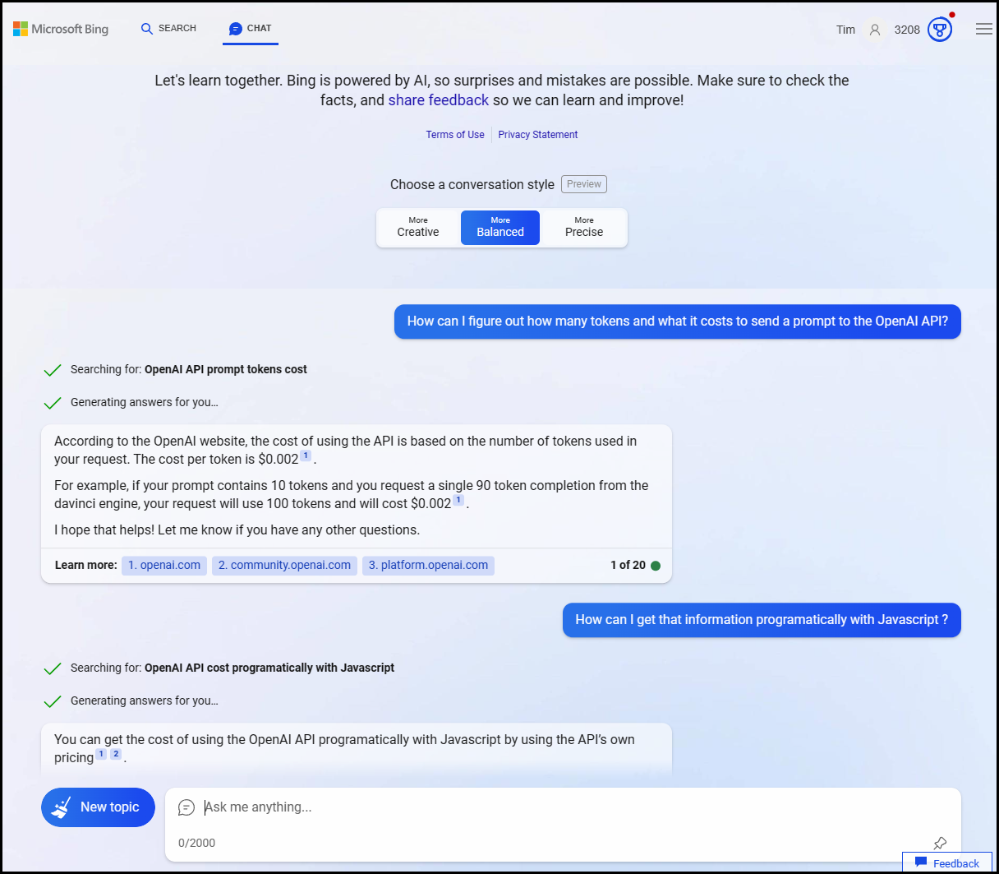 Microsoft Bing SEARCH CHAT Tim 3208
Let's learn together. Bing is powered by AI, so surprises and mistakes are possible. Make sure to check the
facts, and share feedback so we can learn and improve!
Terms of Use Privacy Statement
Choose a conversation style Preview
More
Creative
More
Balanced
More
Precise
How can I figure out how many tokens and what it costs to send a prompt to the OpenAI API?
Searching for: OpenAI API prompt tokens cost
Generating answers for you...
According to the OpenAI website, the cost of using the API is based on the number of tokens used in
your request. The cost per token is $0.002 1 .
For example, if your prompt contains 10 tokens and you request a single 90 token completion from the
davinci engine, your request will use 100 tokens and will cost $0.002 1 .
I hope that helps! Let me know if you have any other questions.
Learn more: 1. openai.com 2. community.openai.com 3. platform.openai.com 1 of 20
How can I get that information programatically with Javascript ?
Searching for: OpenAI API cost programatically with Javascript
Generating answers for you...
You can get the cost of using the OpenAI API programatically with Javascript by using the API's own
pricing 1 2 .
New topic
Ask me anything...
0/2000
Feedback